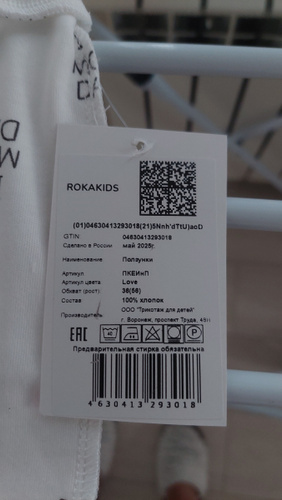 ROKAKIDS
(01)04630413293018(21)5Nnh'dTtU)aoD
GTIN 04630413293018
Сделано в России май 2025г.
Наименование Ползунки
Артикул ПКЕИнП
Артикул цвета Love
Обхват (рост) 36(56)
Состав 100% хлопок
Производитель ООО "Трикотаж для детей"
г. Воронеж, проспект Труда, 48л
EAC
Предварительная стирка обязательна
4 630413 293018